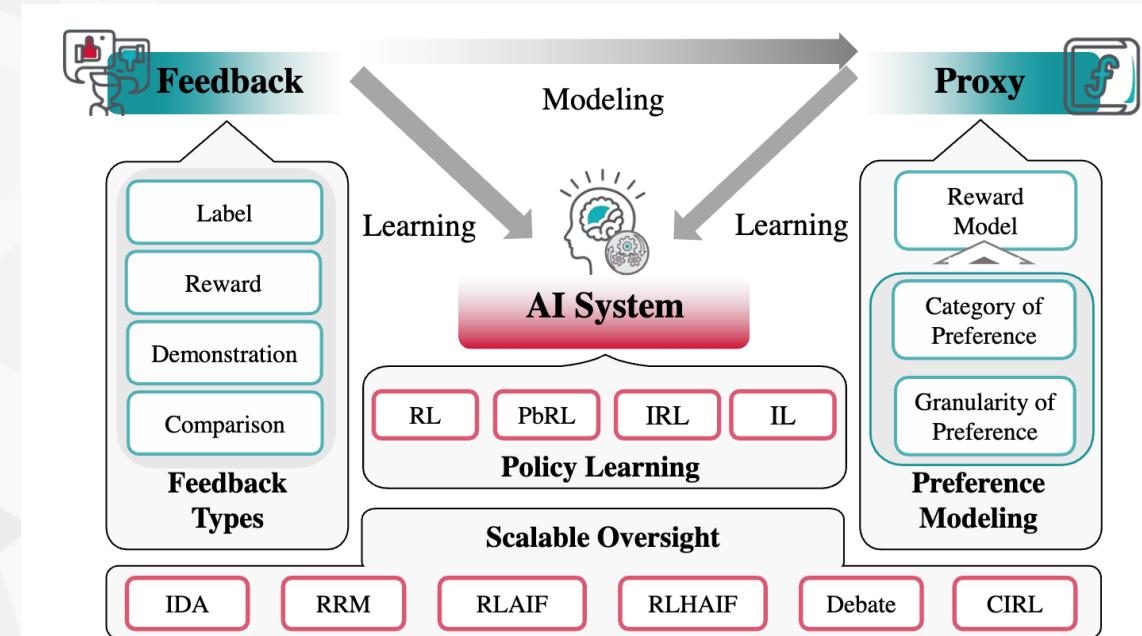 Feedback
Modeling
Proxy
Label
Reward
Demonstration
Comparison
Feedback
Types
Learning
Learning
AI System
RL
PbRL
IRL
IL
Policy Learning
Reward
Model
Category of
Preference
Granularity of
Preference
Preference
Modeling
Scalable Oversight
IDA
RRM
RLAIF
RLHAIF
Debate
CIRL